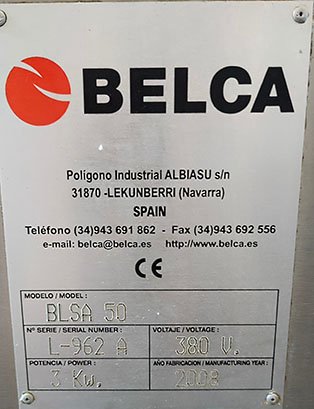 BELCA
Polígono Industrial ALBIASU s/n
31870 -LEKUNBERRI (Navarra)
SPAIN
Teléfono (34)943 691 862 - Fax (34)943 692 556
e-mail: belca@belca.es http://www.belca.es
CE
MODELO / MODEL :
BLSA 50
Nº SERIE / SERIAL NUMBER : VOLTAJE / VOLTAGE :
L-962 A 380 V.
POTENCIA / POWER : AÑO FABRICACION / MANUFACTURING YEAR :
3 Kw. 2008